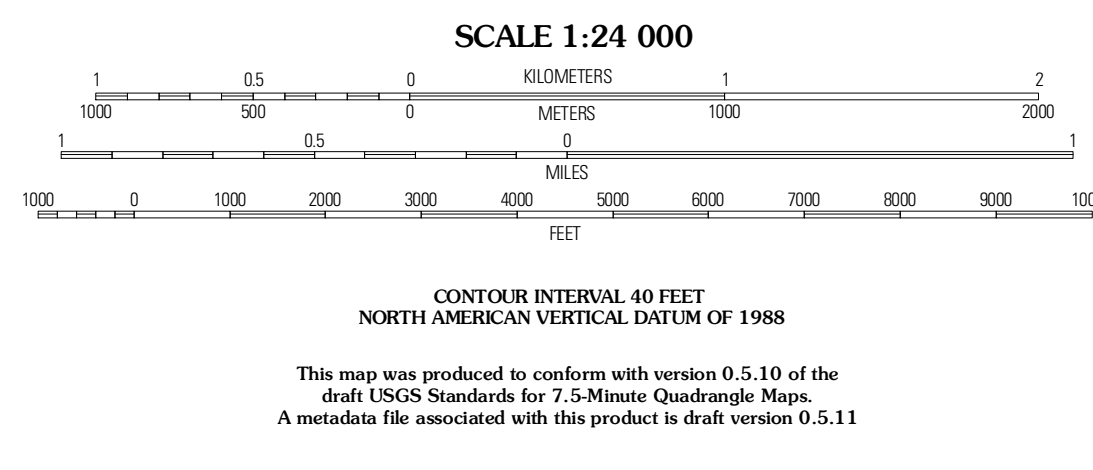 SCALE 1:24 000
1 0.5 0 KILOMETERS 1 2
1000 500 0 METERS 1000 2000
1 0.5 0 1
MILES
1000 0 1000 2000 3000 4000 5000 6000 7000 8000 9000 100
FEET
CONTOUR INTERVAL 40 FEET
NORTH AMERICAN VERTICAL DATUM OF 1988
This map was produced to conform with version 0.5.10 of the
draft USGS Standards for 7.5-Minute Quadrangle Maps.
A metadata file associated with this product is draft version 0.5.11